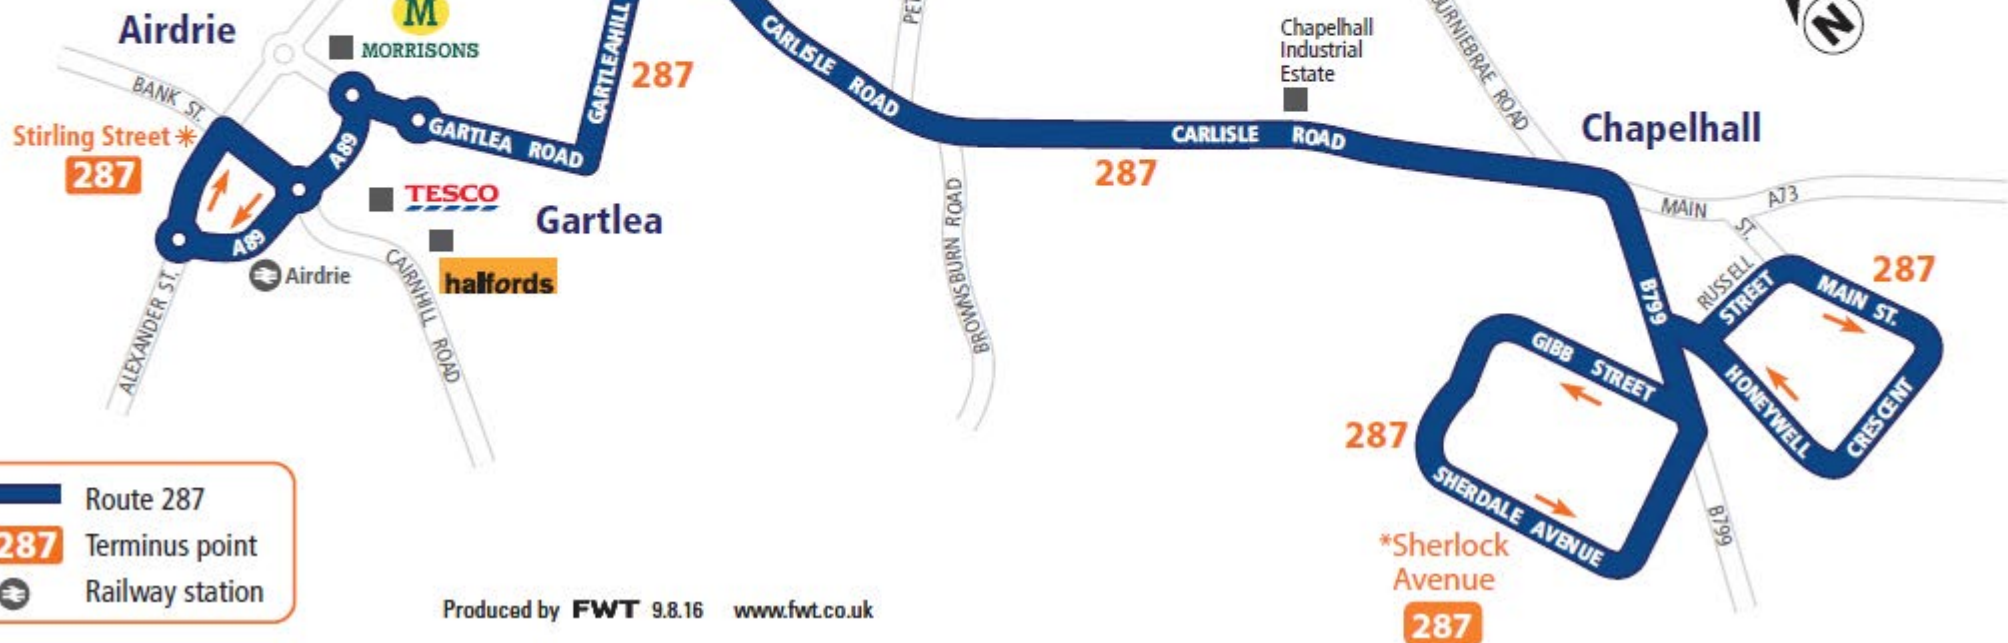 Airdrie
M
MORRISONS
BANK ST.
Stirling Street*
287
A89
GARTLEA ROAD
GARTLEAHILL
287
TESCO
Gartlea
halfords
A89
Airdrie
ALEXANDER ST.
CAIRNHILL ROAD
CARLISLE ROAD
BROWNSBURN ROAD
287
CARLISLE ROAD
Chapelhall
Industrial
Estate
BURNIEBRAE ROAD
N
Chapelhall
MAIN ST.
A73
B799
RUSSELL STREET
MAIN ST.
287
HONEYWELL CRESCENT
GIBB STREET
287
SHERDALE AVENUE
B799
*Sherlock
Avenue
287
Route 287
287 Terminus point
Railway station
Produced by FWT 9.8.16 www.fwt.co.uk